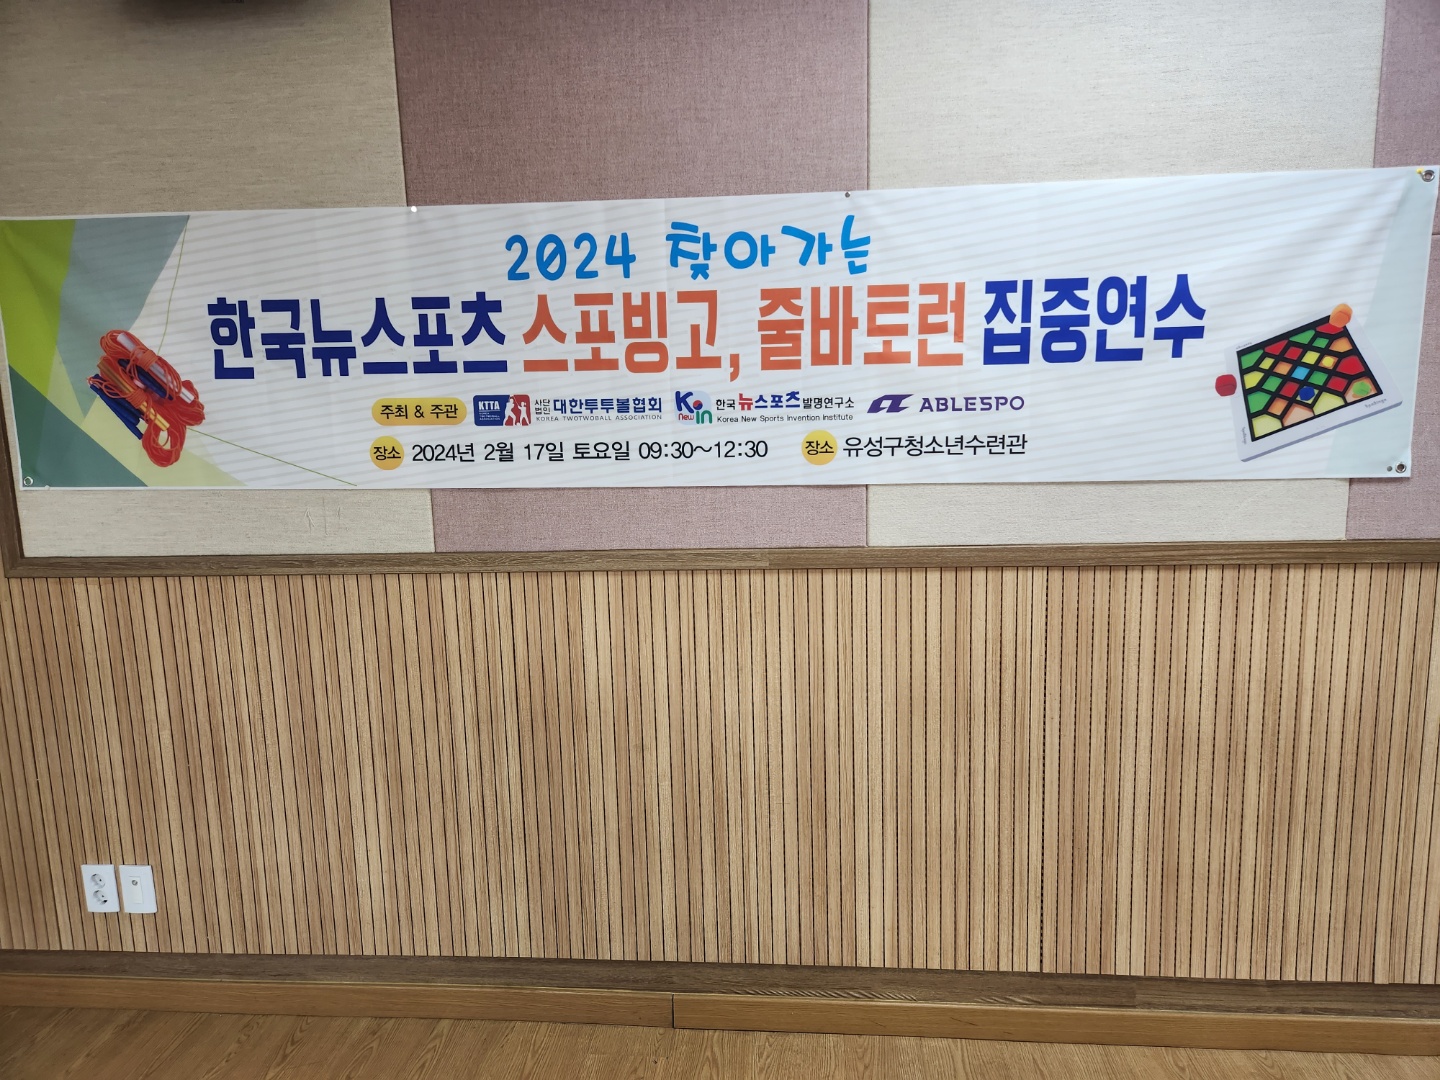 2024 찾아가는
한국뉴스포츠 스포빙고, 줄바토런 집중연수
주최 & 주관 KTTA 사단법인 대한투투볼협회 KOREA TWOTWOBALL ASSOCIATION Koin new 한국뉴스포츠발명연구소 Korea New Sports Invention Institute ABLESPO
장소 2024년 2월 17일 토요일 09:30~12:30 장소 유성구청소년수련관